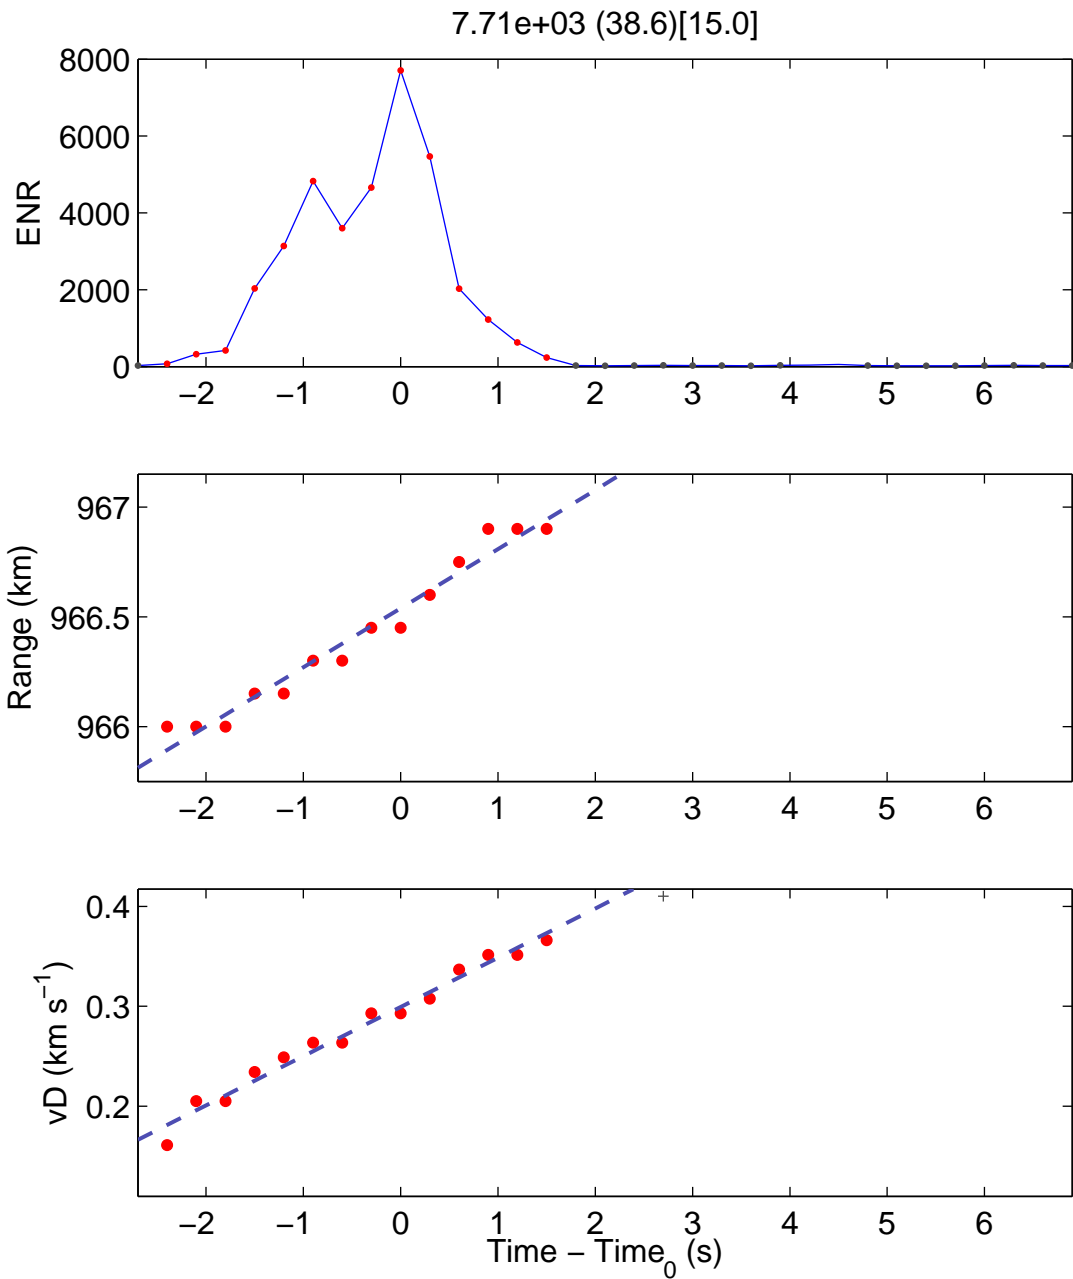 7.71e+03 (38.6)[15.0]
8000
6000
4000
2000
0
ENR
−2 −1 0 1 2 3 4 5 6
967
966.5
966
Range (km)
−2 −1 0 1 2 3 4 5 6
0.4
0.3
0.2
vD (km s⁻¹)
−2 −1 0 1 2 3 4 5 6
Time − Time₀ (s)